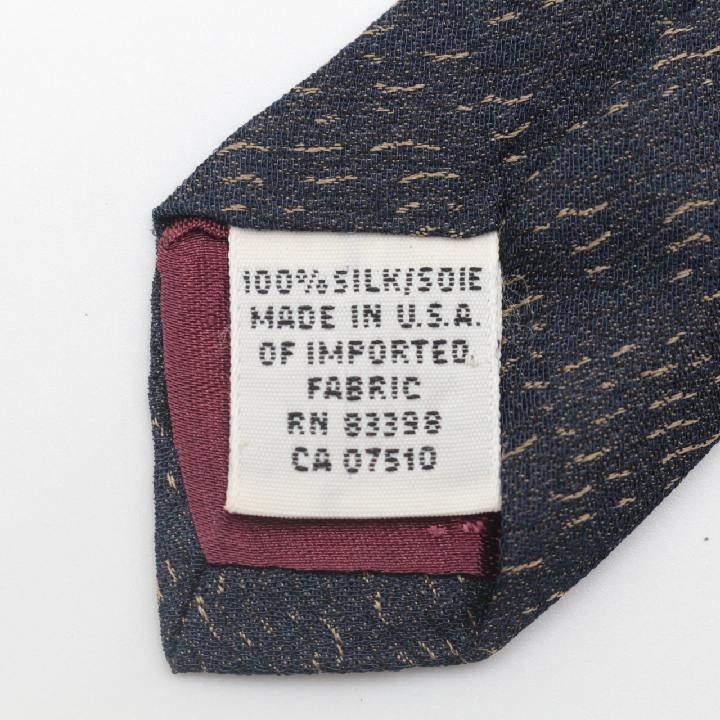 100% SILK/SOIE
MADE IN U.S.A.
OF IMPORTED
FABRIC
RN 83398
CA 07510